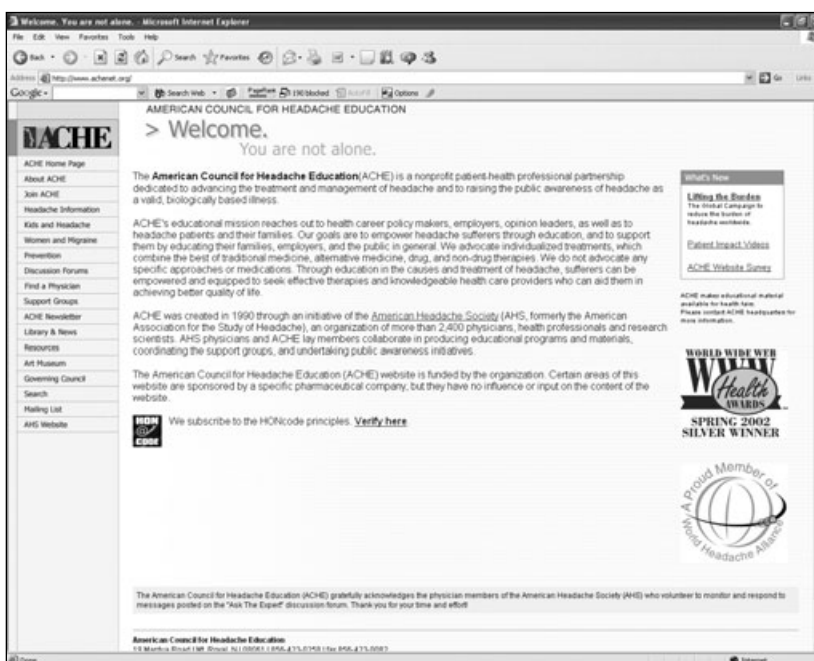 Welcome. You are not alone. - Microsoft Internet Explorer
File Edit View Favorites Tools Help
Back Search Favorites
Address http://www.achenet.org/ Go Links
Google Search Web PageRank 190 blocked AutoFill Options
AMERICAN COUNCIL FOR HEADACHE EDUCATION
> Welcome.
You are not alone.
ACHE
ACHE Home Page
About ACHE
Join ACHE
Headache Information
Kids and Headache
Women and Migraine
Prevention
Discussion Forums
Find a Physician
Support Groups
ACHE Newsletter
Library & News
Resources
Art Museum
Governing Council
Search
Mailing List
AHS Website
The American Council for Headache Education(ACHE) is a nonprofit patient-health professional partnership
dedicated to advancing the treatment and management of headache and to raising the public awareness of headache as
a valid, biologically based illness.
ACHE's educational mission reaches out to health career policy makers, employers, opinion leaders, as well as to
headache patients and their families. Our goals are to empower headache sufferers through education, and to support
them by educating their families, employers, and the public in general. We advocate individualized treatments, which
combine the best of traditional medicine, alternative medicine, drug, and non-drug therapies. We do not advocate any
specific approaches or medications. Through education in the causes and treatment of headache, sufferers can be
empowered and equipped to seek effective therapies and knowledgeable health care providers who can aid them in
achieving better quality of life.
ACHE was created in 1990 through an initiative of the American Headache Society (AHS, formerly the American
Association for the Study of Headache), an organization of more than 2,400 physicians, health professionals and research
scientists. AHS physicians and ACHE lay members collaborate in producing educational programs and materials,
coordinating the support groups, and undertaking public awareness initiatives.
The American Council for Headache Education (ACHE) website is funded by the organization. Certain areas of this
website are sponsored by a specific pharmaceutical company, but they have no influence or input on the content of the
website.
HON
@
CODE
We subscribe to the HONcode principles. Verify here
What's New
Lifting the Burden
The Global Campaign to
reduce the burden of
headache worldwide.
Patient Impact Videos
ACHE Website Survey
ACHE makes educational material
available for health fairs.
Please contact ACHE headquarters for
more information.
WORLD WIDE WEB
WWW
Health
AWARDS
SPRING 2002
SILVER WINNER
A Proud Member of
World Headache Alliance
The American Council for Headache Education (ACHE) gratefully acknowledges the physician members of the American Headache Society (AHS) who volunteer to monitor and respond to
messages posted on the "Ask The Expert" discussion forum. Thank you for your time and effort!
American Council for Headache Education
19 Mantua Road | Mt. Royal, NJ 08061 | 856-423-0258 | fax 856-423-0082
Done
Internet